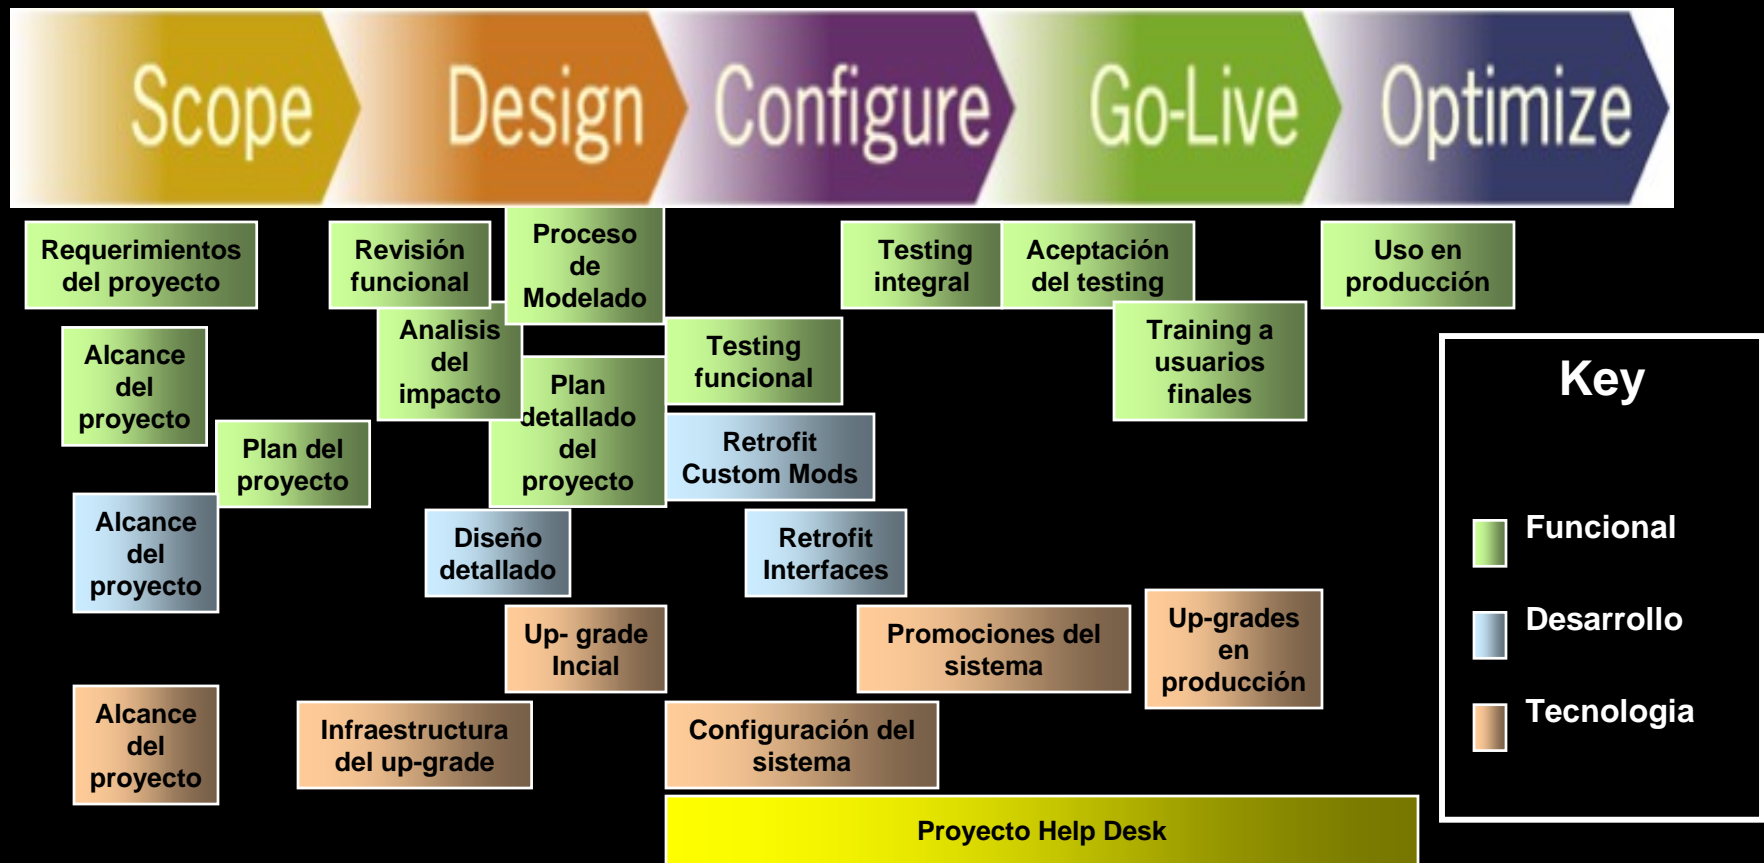 Scope
Design
Configure
Go-Live
Optimize
Requerimientos
del proyecto
Revisión
funcional
Proceso
de
Modelado
Testing
integral
Aceptación
del testing
Uso en
producción
Alcance
del
proyecto
Analisis
del
impacto
Testing
funcional
Training a
usuarios
finales
Plan
detallado
del
proyecto
Plan del
proyecto
Retrofit
Custom Mods
Alcance
del
proyecto
Diseño
detallado
Retrofit
Interfaces
Up- grade
Incial
Promociones del
sistema
Up-grades
en
producción
Alcance
del
proyecto
Infraestructura
del up-grade
Configuración del
sistema
Proyecto Help Desk
Key
Funcional
Desarrollo
Tecnologia